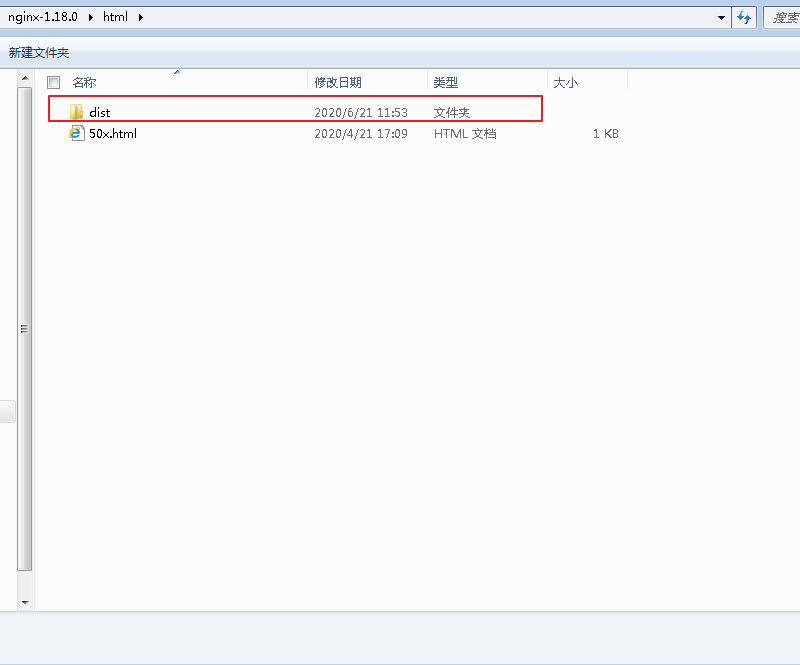 nginx-1.18.0 html 搜索
新建文件夹
名称 修改日期 类型 大小
dist 2020/6/21 11:53 文件夹
50x.html 2020/4/21 17:09 HTML 文档 1 KB